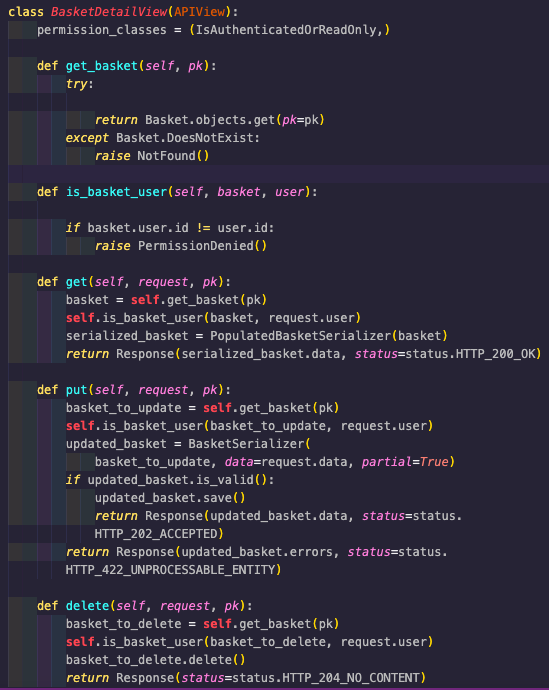 class BasketDetailView(APIView):
    permission_classes = (IsAuthenticatedOrReadOnly,)
    def get_basket(self, pk):
        try:
            return Basket.objects.get(pk=pk)
        except Basket.DoesNotExist:
            raise NotFound()
    def is_basket_user(self, basket, user):
        if basket.user.id != user.id:
            raise PermissionDenied()
    def get(self, request, pk):
        basket = self.get_basket(pk)
        self.is_basket_user(basket, request.user)
        serialized_basket = PopulatedBasketSerializer(basket)
        return Response(serialized_basket.data, status=status.HTTP_200_OK)
    def put(self, request, pk):
        basket_to_update = self.get_basket(pk)
        self.is_basket_user(basket_to_update, request.user)
        updated_basket = BasketSerializer(
            basket_to_update, data=request.data, partial=True)
        if updated_basket.is_valid():
            updated_basket.save()
            return Response(updated_basket.data, status=status.
            HTTP_202_ACCEPTED)
        return Response(updated_basket.errors, status=status.
        HTTP_422_UNPROCESSABLE_ENTITY)
    def delete(self, request, pk):
        basket_to_delete = self.get_basket(pk)
        self.is_basket_user(basket_to_delete, request.user)
        basket_to_delete.delete()
        return Response(status=status.HTTP_204_NO_CONTENT)